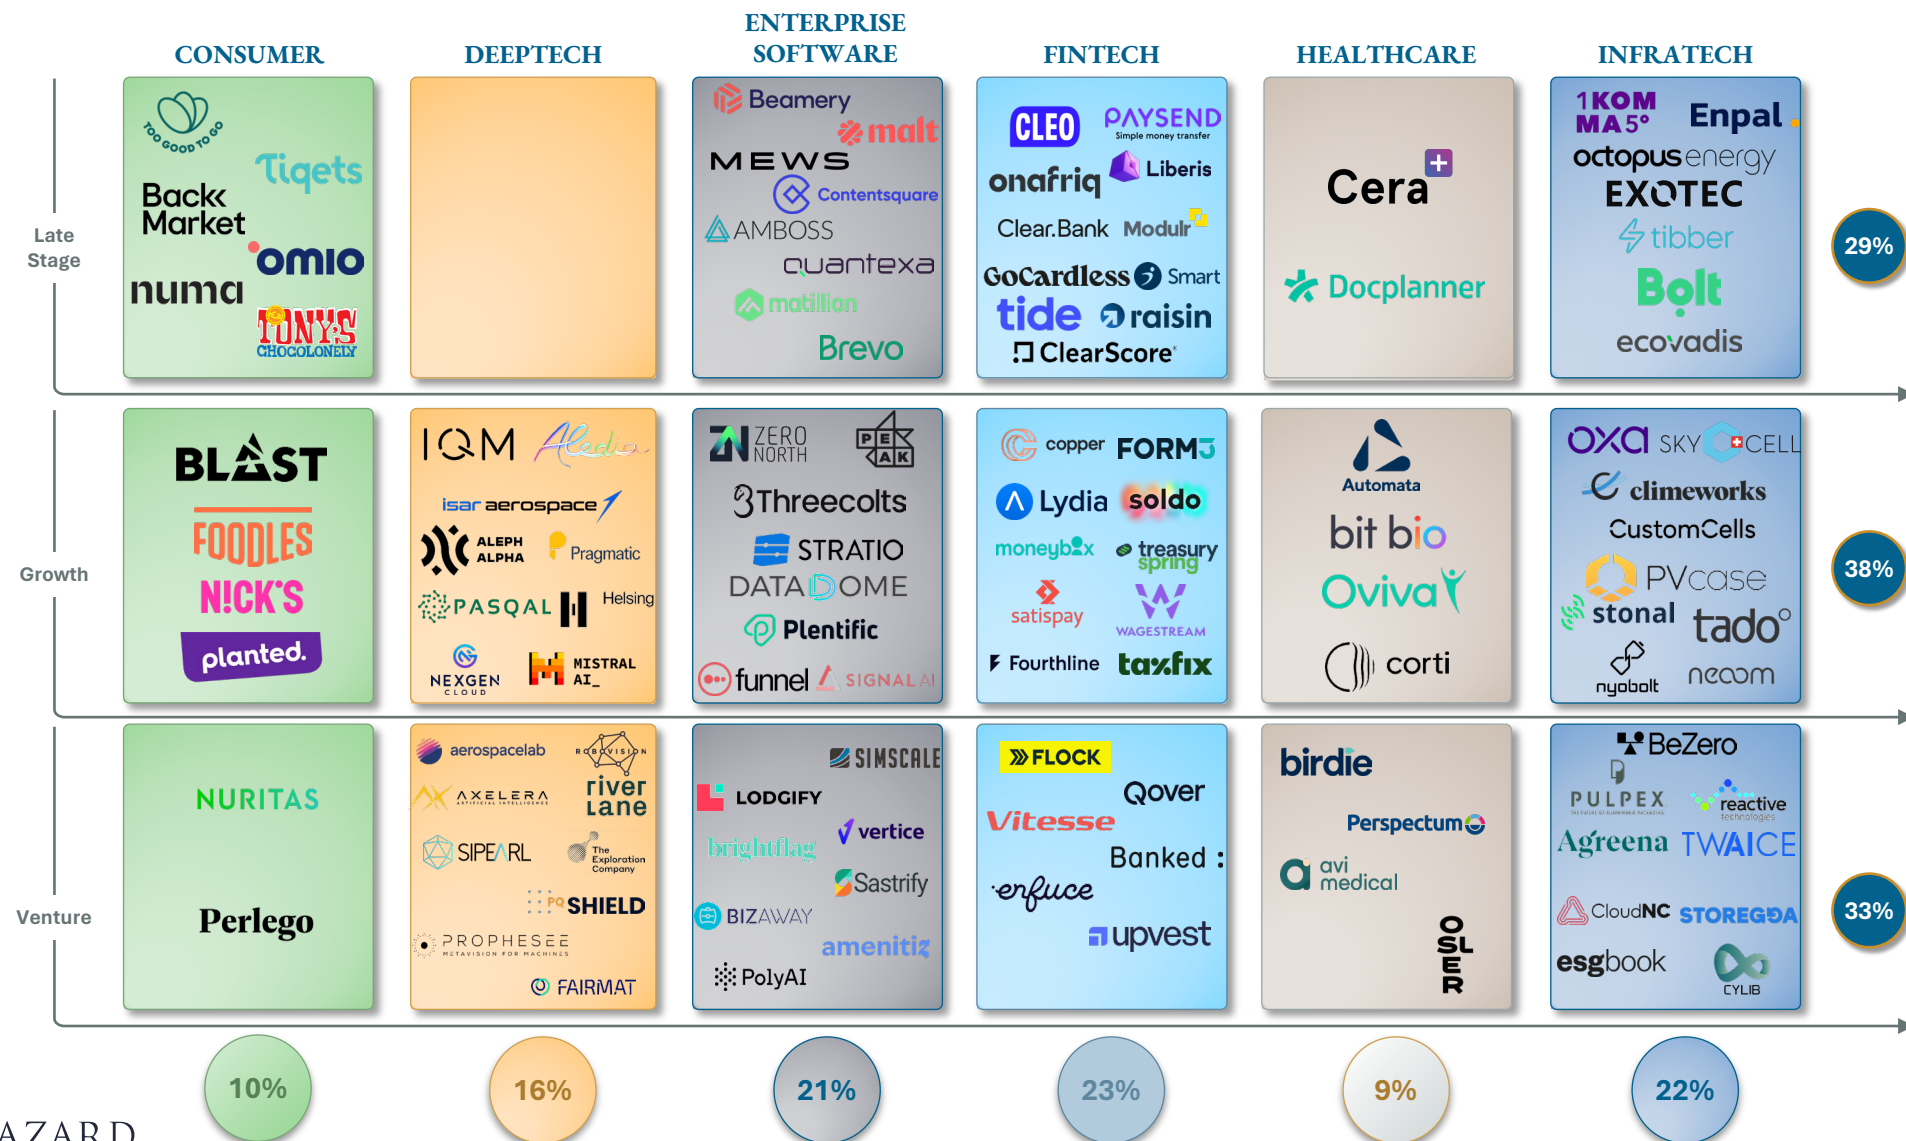 CONSUMER
DEEPTECH
ENTERPRISE
SOFTWARE
FINTECH
HEALTHCARE
INFRATECH
Late
Stage
TOO GOOD TO GO
Tiqets
Back
Market
omio
numa
TONY'S
CHOCOLONELY
Beamery
malt
MEWS
Contentsquare
AMBOSS
quantexa
matillion
Brevo
CLEO
PAYSEND
Simple money transfer
onafriq
Liberis
Clear.Bank
Modulr
GoCardless
Smart
tide
raisin
ClearScore
Cera
Docplanner
1KOM
MA5°
Enpal.
octopus energy
EXOTEC
tibber
Bolt
ecovadis
29%
Growth
BLAST
FOODLES
N!CK'S
planted.
IQM
Aledia
isar aerospace
ALEPH
ALPHA
Pragmatic
PASQAL
Helsing
NEXGEN
CLOUD
MISTRAL
AI_
ZERO
NORTH
PEAK
Threecolts
STRATIO
DATADOME
Plentific
funnel
SIGNAL AI
copper
FORM3
Lydia
soldo
moneybox
treasury
spring
satispay
WAGESTREAM
Fourthline
taxfix
Automata
bit bio
Oviva
corti
oxa
SKYCELL
climeworks
CustomCells
PVcase
stonal
tado°
nyobolt
neoom
38%
Venture
NURITAS
Perlego
aerospacelab
ROBOVISION
AXELERA
ARTIFICIAL INTELLIGENCE
river
Lane
SIPEARL
The
Exploration
Company
PQ SHIELD
PROPHESEE
METAVISION FOR MACHINES
FAIRMAT
SIMSCALE
LODGIFY
vertice
brightflag
Sastrify
BIZAWAY
amenitiz
PolyAI
FLOCK
Qover
Vitesse
Banked :
enfuce
upvest
birdie
Perspectum
avi
medical
OSLER
BeZero
PULPEX
reactive
technologies
Agreena
TWAICE
CloudNC
STOREGGA
esgbook
CYLIB
33%
10%
16%
21%
23%
9%
22%
AZARD